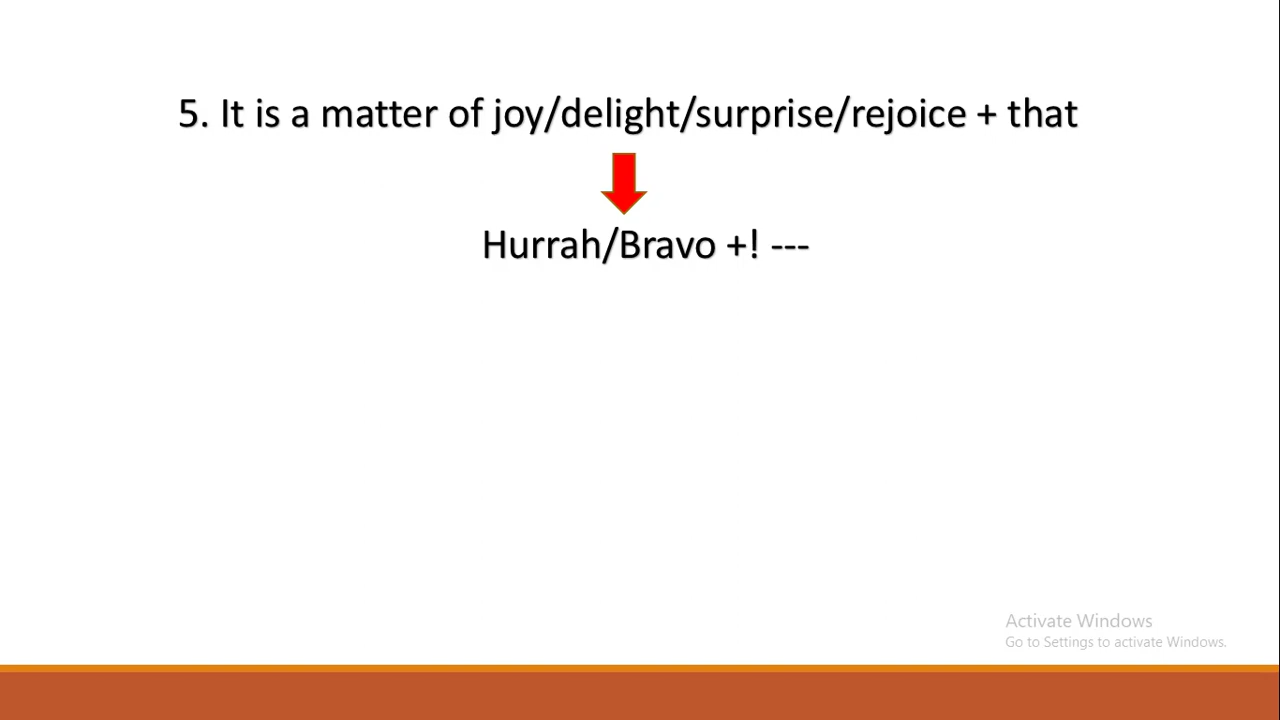 5. It is a matter of joy/delight/surprise/rejoice + that
Hurrah/Bravo +! ---
Activate Windows
Go to Settings to activate Windows.